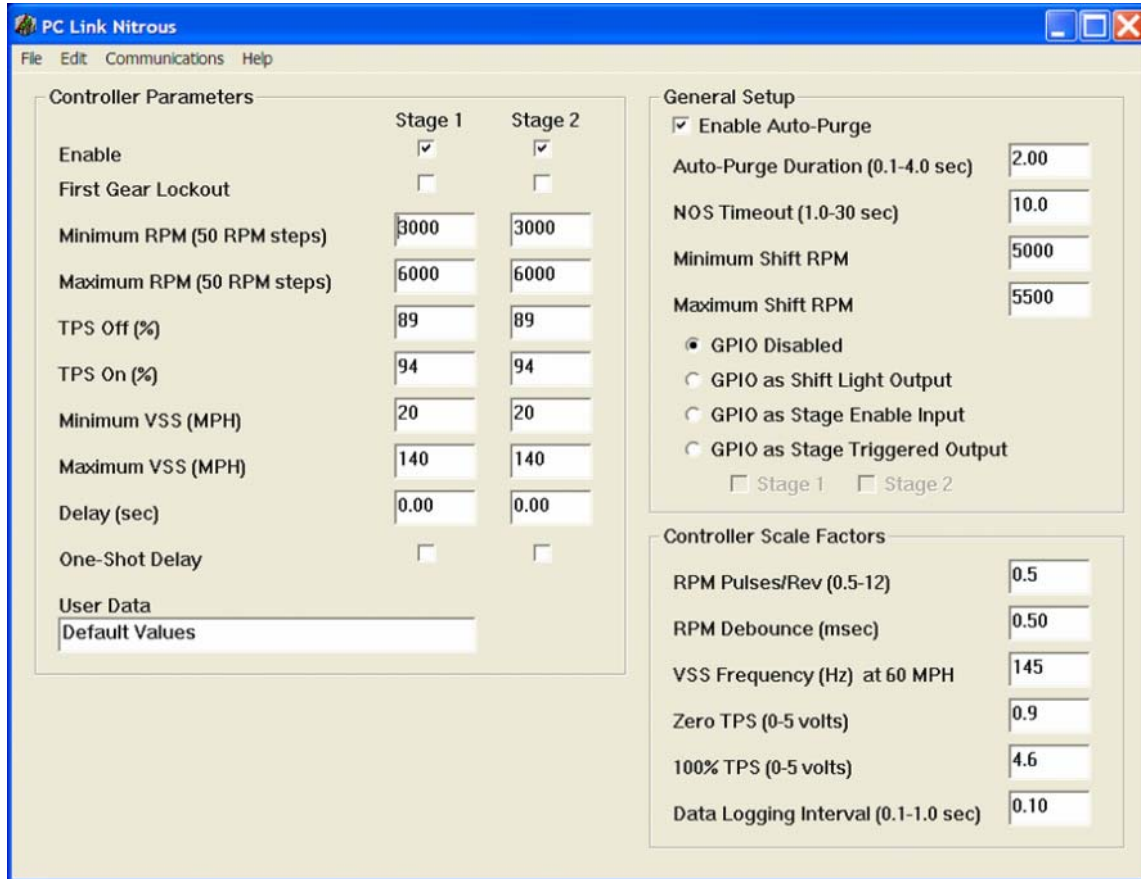 PC Link Nitrous
File Edit Communications Help
Controller Parameters
Stage 1 Stage 2
Enable
First Gear Lockout
Minimum RPM (50 RPM steps) 3000 3000
Maximum RPM (50 RPM steps) 6000 6000
TPS Off (%) 89 89
TPS On (%) 94 94
Minimum VSS (MPH) 20 20
Maximum VSS (MPH) 140 140
Delay (sec) 0.00 0.00
One-Shot Delay
User Data
Default Values
General Setup
Enable Auto-Purge
Auto-Purge Duration (0.1-4.0 sec) 2.00
NOS Timeout (1.0-30 sec) 10.0
Minimum Shift RPM 5000
Maximum Shift RPM 5500
GPIO Disabled
GPIO as Shift Light Output
GPIO as Stage Enable Input
GPIO as Stage Triggered Output
Stage 1 Stage 2
Controller Scale Factors
RPM Pulses/Rev (0.5-12) 0.5
RPM Debounce (msec) 0.50
VSS Frequency (Hz) at 60 MPH 145
Zero TPS (0-5 volts) 0.9
100% TPS (0-5 volts) 4.6
Data Logging Interval (0.1-1.0 sec) 0.10